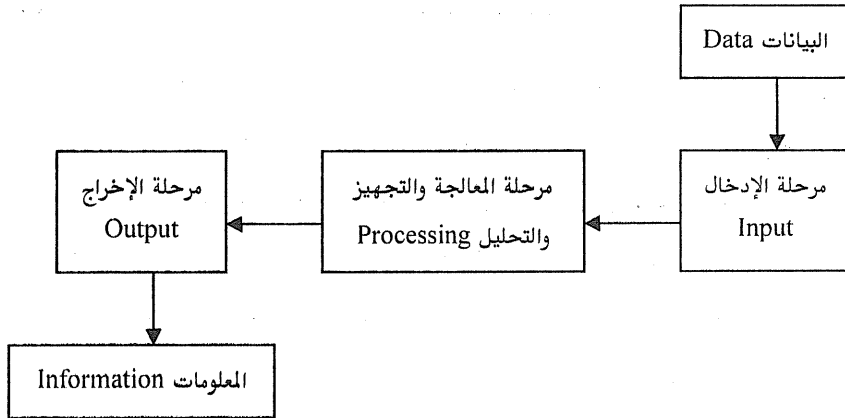 البيانات Data
مرحلة الإدخال
Input
مرحلة المعالجة والتجهيز
والتحليل Processing
مرحلة الإخراج
Output
المعلومات Information